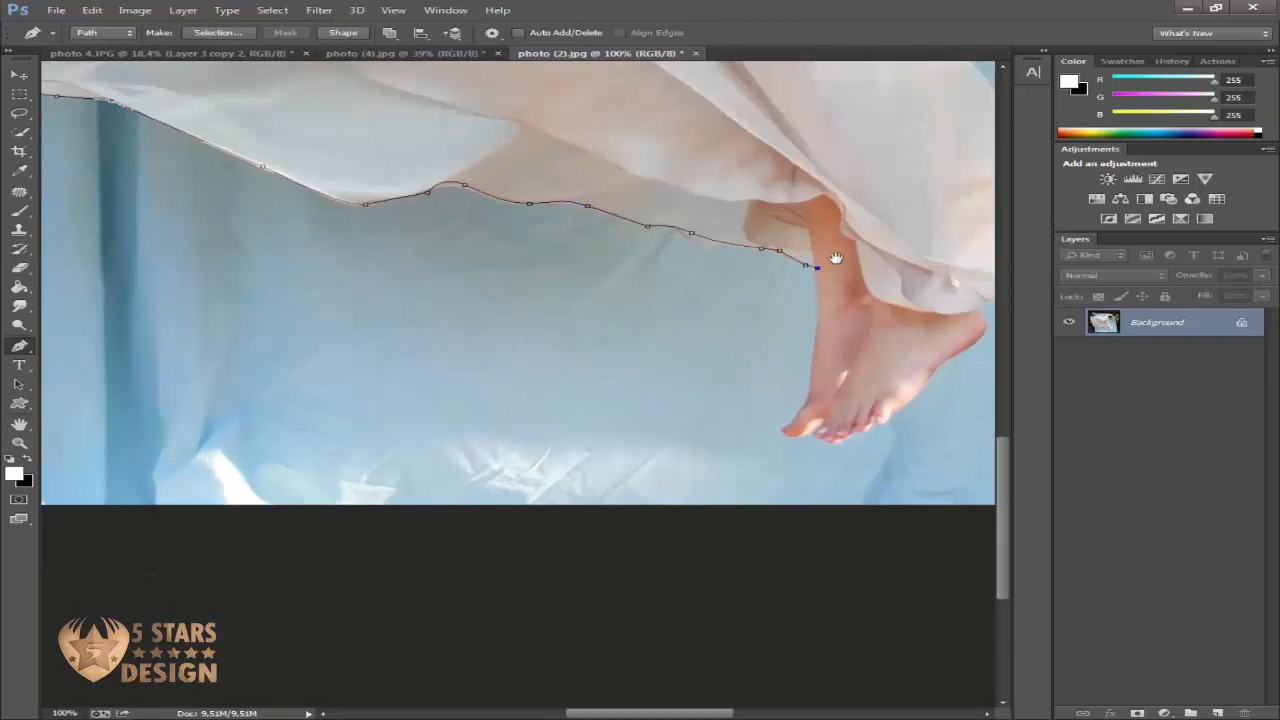 Ps File Edit Image Layer Type Select Filter 3D View Window Help
Path Make: Selection... Mask Shape Auto Add/Delete Align Edges What's New
photo 4.JPG @ 18,4% (Layer 3 copy 2, RGB/8) * × photo (4).jpg @ 39% (RGB/8) * × photo (2).jpg @ 100% (RGB/8) * ×
Color Swatches History Actions
R 255
G 255
B 255
Adjustments
Add an adjustment
Layers
Kind
Normal Opacity: 100%
Lock: Fill: 100%
Background
5 STARS
5
DESIGN
100% Doc: 9,51M/9,51M